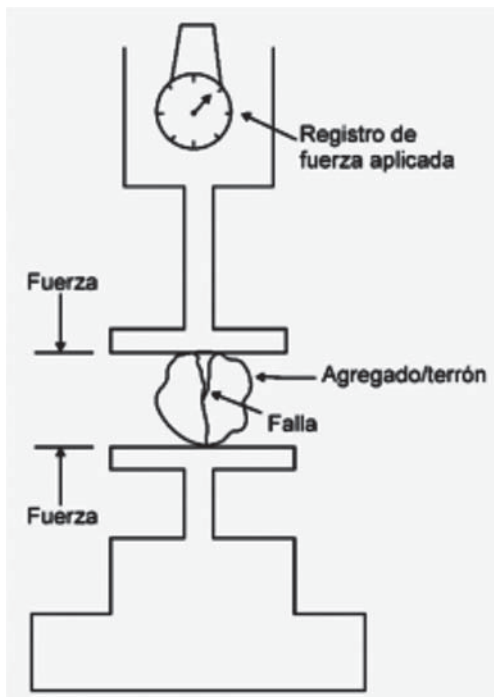 Registro de
fuerza aplicada
Fuerza
Agregado/terrón
Falla
Fuerza